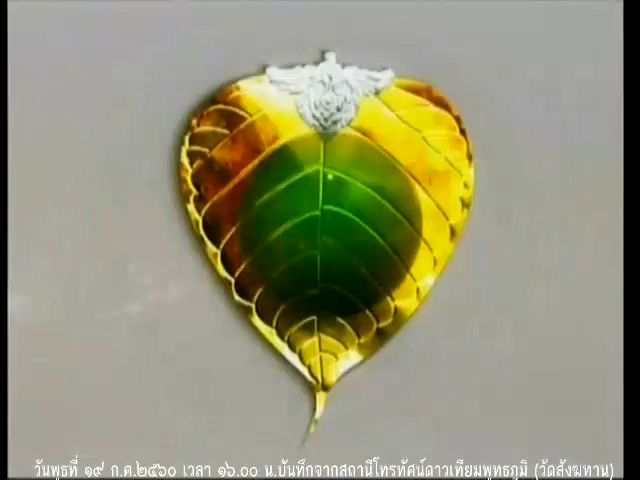 วันพุธที่ ๑๙ ก.ค.๒๕๖๐ เวลา ๑๖.๐๐ น.บันทึกจากสถานีโทรทัศน์ดาวเทียมพุทธภูมิ (วัดสังฆทาน)